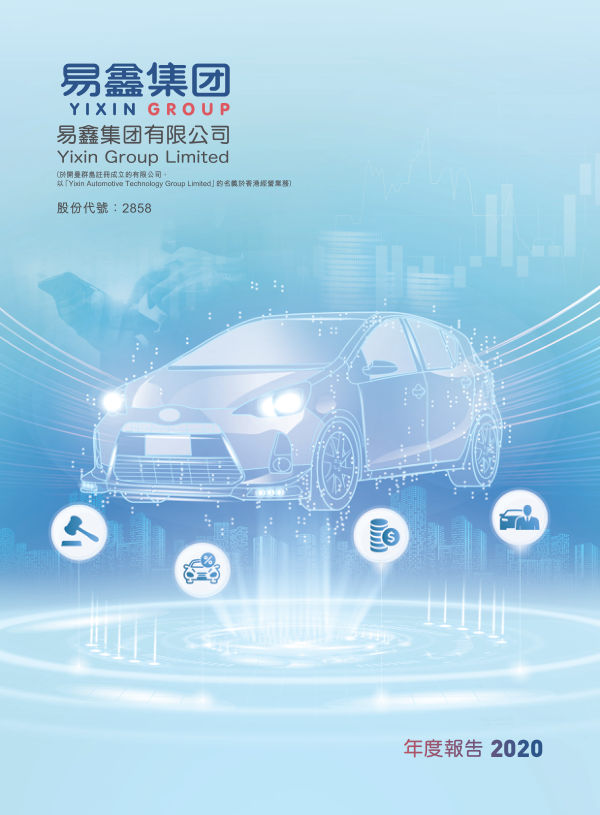 易鑫集团
YIXIN GROUP
易鑫集团有限公司
Yixin Group Limited
(於開曼群島註冊成立的有限公司，
以「Yixin Automotive Technology Group Limited」的名義於香港經營業務)
股份代號：2858
%
$
年度報告 2020